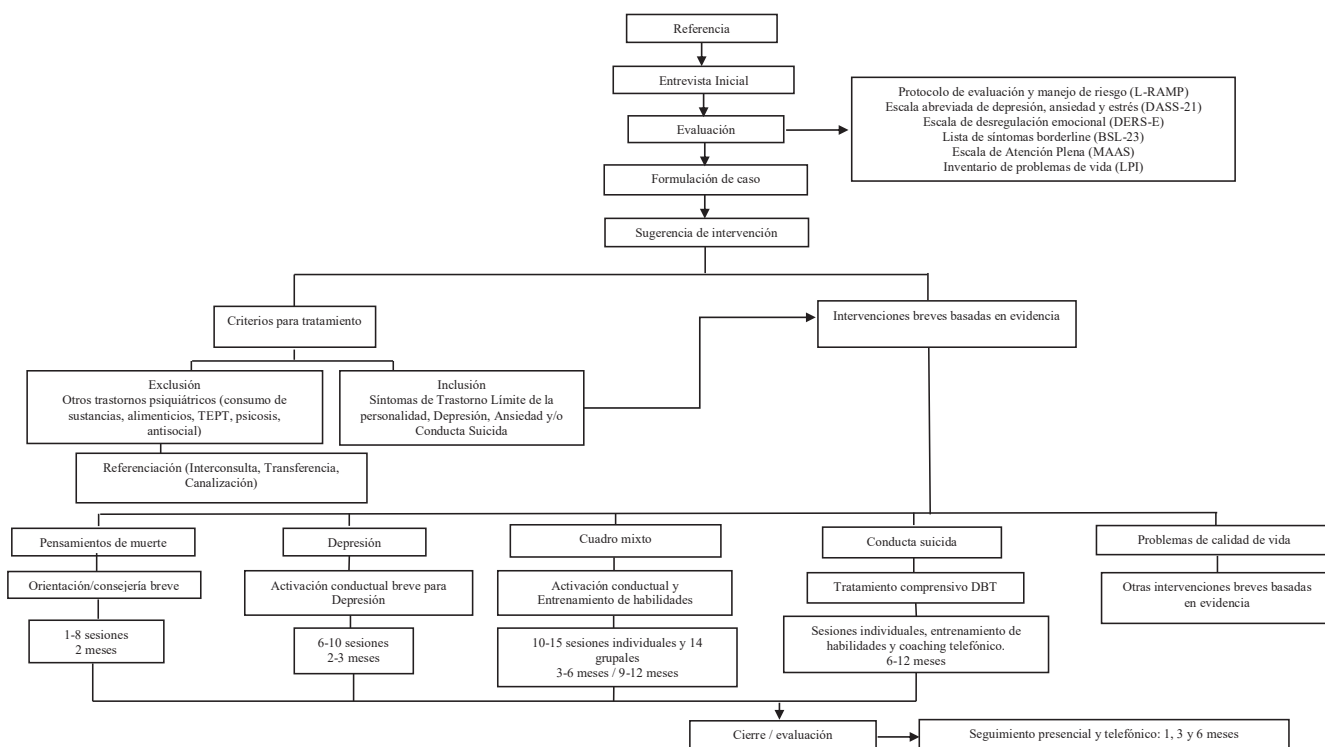 Referencia
Entrevista Inicial
Evaluación
Protocolo de evaluación y manejo de riesgo (L-RAMP)
Escala abreviada de depresión, ansiedad y estrés (DASS-21)
Escala de desregulación emocional (DERS-E)
Lista de síntomas borderline (BSL-23)
Escala de Atención Plena (MAAS)
Inventario de problemas de vida (LPI)
Formulación de caso
Sugerencia de intervención
Criterios para tratamiento
Intervenciones breves basadas en evidencia
Exclusión
Otros trastornos psiquiátricos (consumo de
sustancias, alimenticios, TEPT, psicosis,
antisocial)
Inclusión
Síntomas de Trastorno Límite de la
personalidad, Depresión, Ansiedad y/o
Conducta Suicida
Referenciación (Interconsulta, Transferencia,
Canalización)
Pensamientos de muerte
Depresión
Cuadro mixto
Conducta suicida
Problemas de calidad de vida
Orientación/consejería breve
Activación conductual breve para
Depresión
Activación conductual y
Entrenamiento de habilidades
Tratamiento comprensivo DBT
Otras intervenciones breves basadas
en evidencia
1-8 sesiones
2 meses
6-10 sesiones
2-3 meses
10-15 sesiones individuales y 14
grupales
3-6 meses / 9-12 meses
Sesiones individuales, entrenamiento de
habilidades y coaching telefónico.
6-12 meses
Cierre / evaluación
Seguimiento presencial y telefónico: 1, 3 y 6 meses